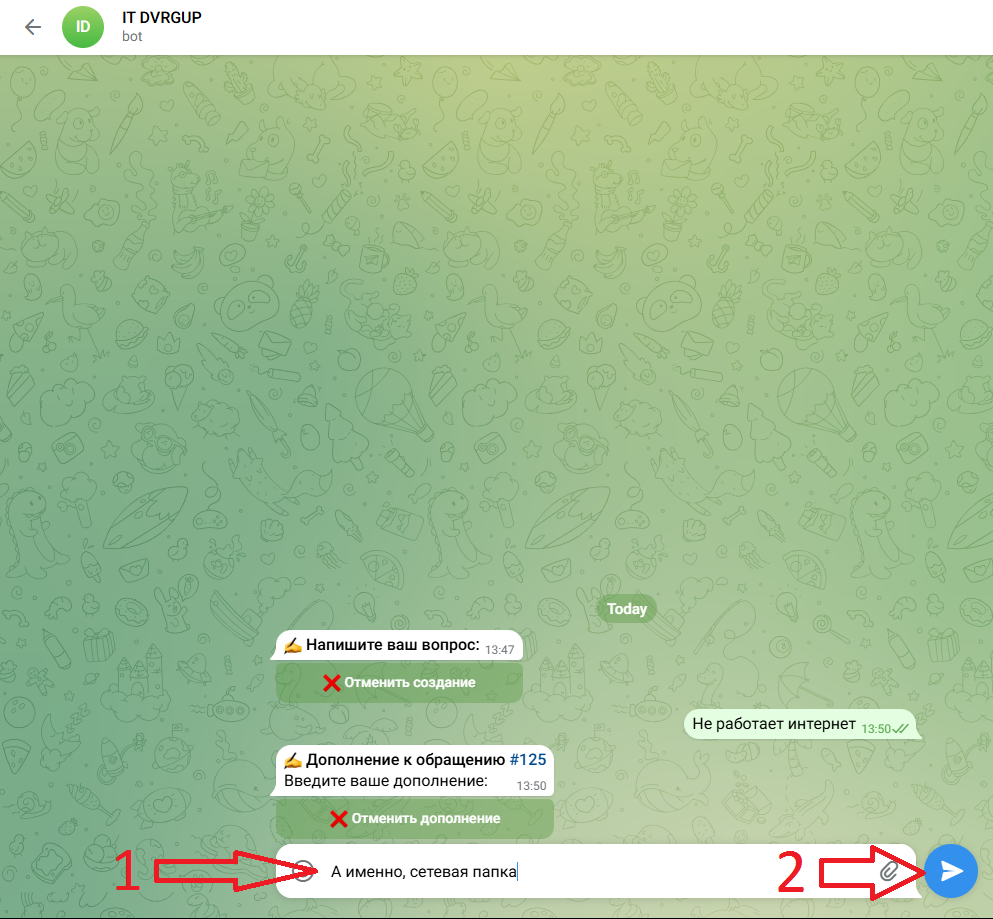 ID
IT DVRGUP
bot
Today
✍️ Напишите ваш вопрос: 13:47
❌ Отменить создание
Не работает интернет 13:50
✍️ Дополнение к обращению #125
Введите ваше дополнение: 13:50
❌ Отменить дополнение
1 А именно, сетевая папка 2